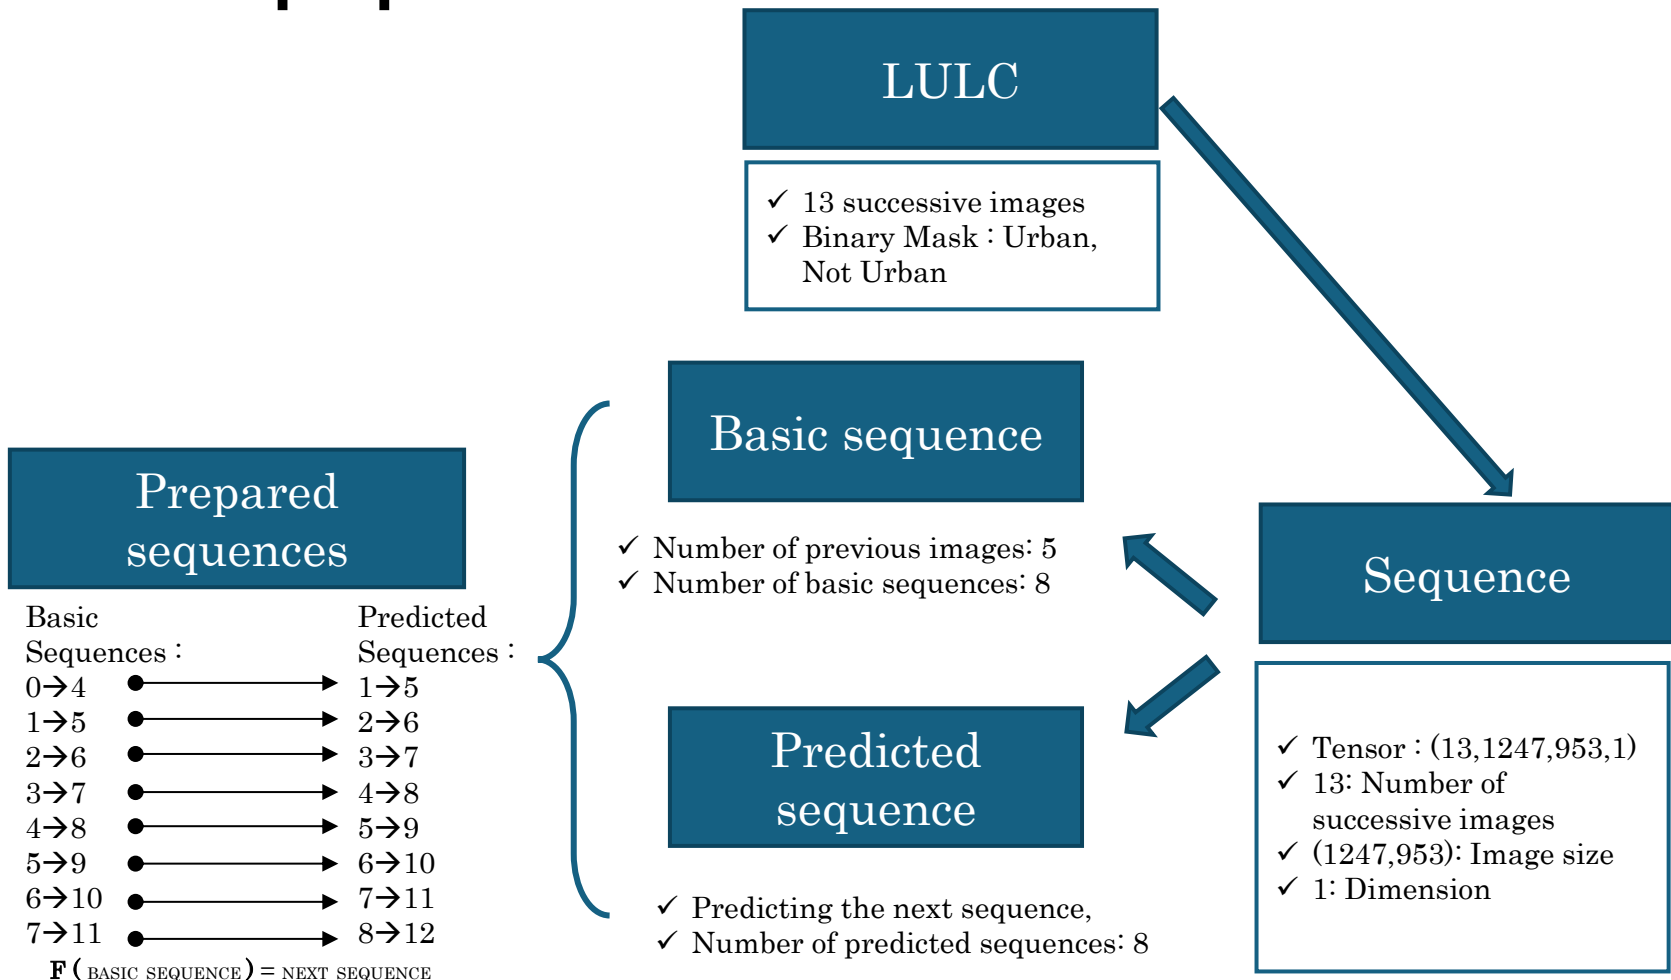 LULC
✓ 13 successive images
✓ Binary Mask : Urban,
Not Urban
Basic sequence
✓ Number of previous images: 5
✓ Number of basic sequences: 8
Prepared
sequences
Basic
Sequences :
Predicted
Sequences :
0→4 1→5
1→5 2→6
2→6 3→7
3→7 4→8
4→8 5→9
5→9 6→10
6→10 7→11
7→11 8→12
F ( BASIC SEQUENCE ) = NEXT SEQUENCE
Predicted
sequence
✓ Predicting the next sequence,
✓ Number of predicted sequences: 8
Sequence
✓ Tensor : (13,1247,953,1)
✓ 13: Number of
successive images
✓ (1247,953): Image size
✓ 1: Dimension